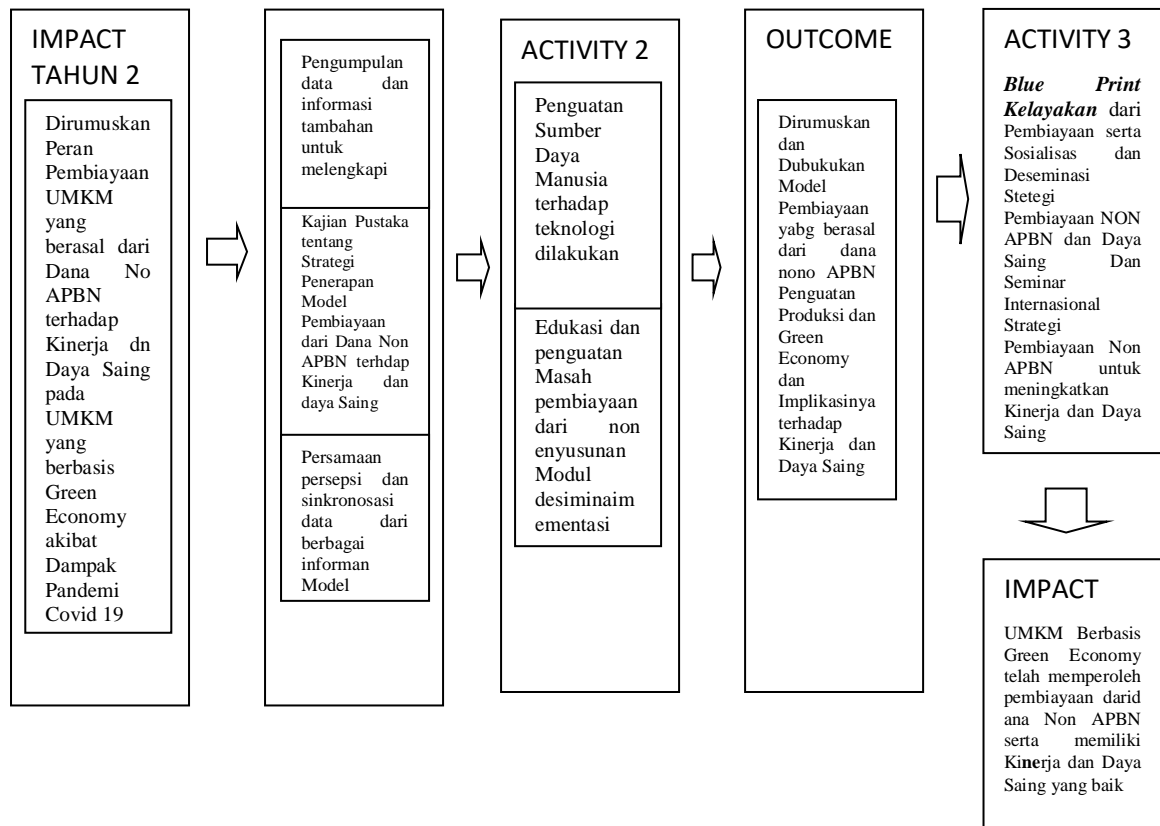 IMPACT
TAHUN 2
Dirumuskan
Peran
Pembiayaan
UMKM
yang
berasal dari
Dana No
APBN
terhadap
Kinerja dn
Daya Saing
pada
UMKM
yang
berbasis
Green
Economy
akibat
Dampak
Pandemi
Covid 19
Pengumpulan
data dan
informasi
tambahan
untuk
melengkapi
Kajian Pustaka
tentang
Strategi
Penerapan
Model
Pembiayaan
dari Dana Non
APBN terhdap
Kinerja dan
daya Saing
Persamaan
persepsi dan
sinkronosasi
data dari
berbagai
informan
Model
ACTIVITY 2
Penguatan
Sumber
Daya
Manusia
terhadap
teknologi
dilakukan
Edukasi dan
penguatan
Masah
pembiayaan
dari non
enyusunan
Modul
desiminaim
ementasi
OUTCOME
Dirumuskan
dan
Dubukukan
Model
Pembiayaan
yabg berasal
dari dana
nono APBN
Penguatan
Produksi dan
Green
Economy
dan
Implikasinya
terhadap
Kinerja dan
Daya Saing
ACTIVITY 3
Blue Print
Kelayakan dari
Pembiayaan serta
Sosialisas dan
Deseminasi
Stetegi
Pembiayaan NON
APBN dan Daya
Saing Dan
Seminar
Internasional
Strategi
Pembiayaan Non
APBN untuk
meningkatkan
Kinerja dan Daya
Saing
IMPACT
UMKM Berbasis
Green Economy
telah memperoleh
pembiayaan darid
ana Non APBN
serta memiliki
Kinerja dan Daya
Saing yang baik